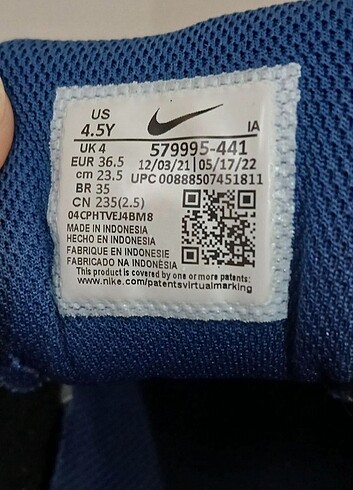 US
4.5Y
IA
UK 4
579995-441
EUR 36.5
12/03/21 | 05/17/22
cm 23.5
UPC 00888507451811
BR 35
CN 235(2.5)
04CPHTVEJ4BM8
MADE IN INDONESIA
HECHO EN INDONESIA
FABRIQUE EN INDONESIE
FABRICADO NA INDONÉSIA
This product is covered by one or more patents:
www.nike.com/patentsvirtualmarking